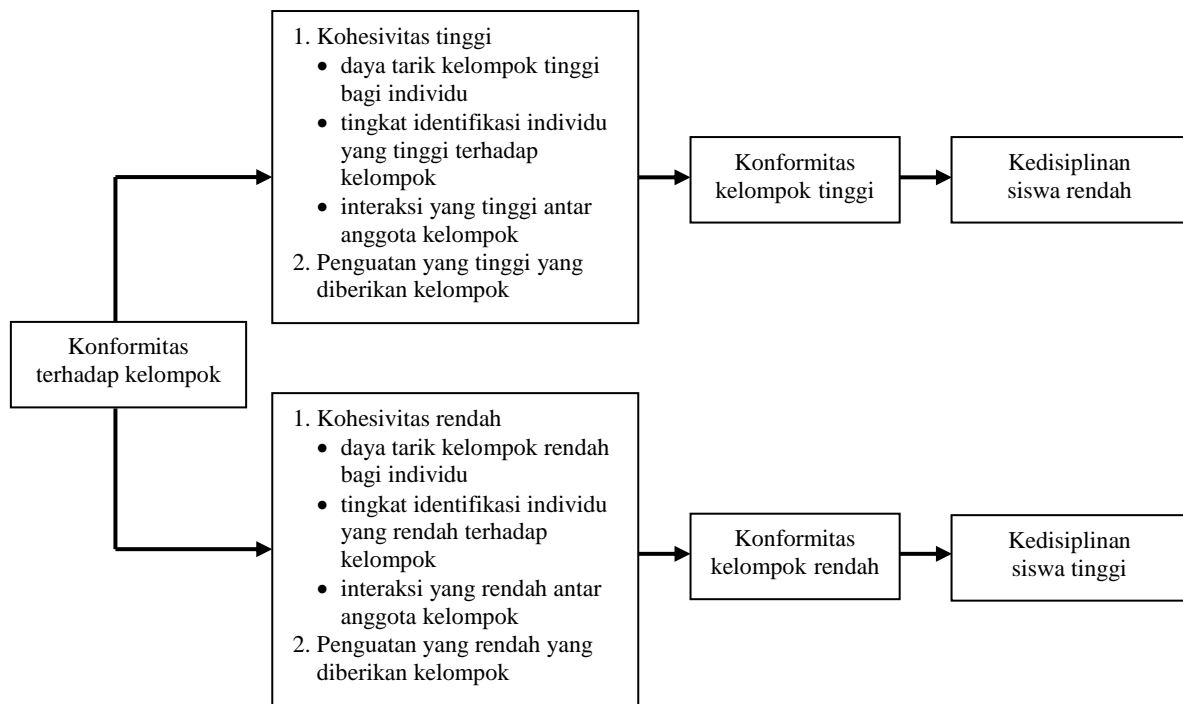 1. Kohesivitas tinggi
• daya tarik kelompok tinggi
bagi individu
• tingkat identifikasi individu
yang tinggi terhadap
kelompok
• interaksi yang tinggi antar
anggota kelompok
2. Penguatan yang tinggi yang
diberikan kelompok
Konformitas
kelompok tinggi
Kedisiplinan
siswa rendah
Konformitas
terhadap kelompok
1. Kohesivitas rendah
• daya tarik kelompok rendah
bagi individu
• tingkat identifikasi individu
yang rendah terhadap
kelompok
• interaksi yang rendah antar
anggota kelompok
2. Penguatan yang rendah yang
diberikan kelompok
Konformitas
kelompok rendah
Kedisiplinan
siswa tinggi